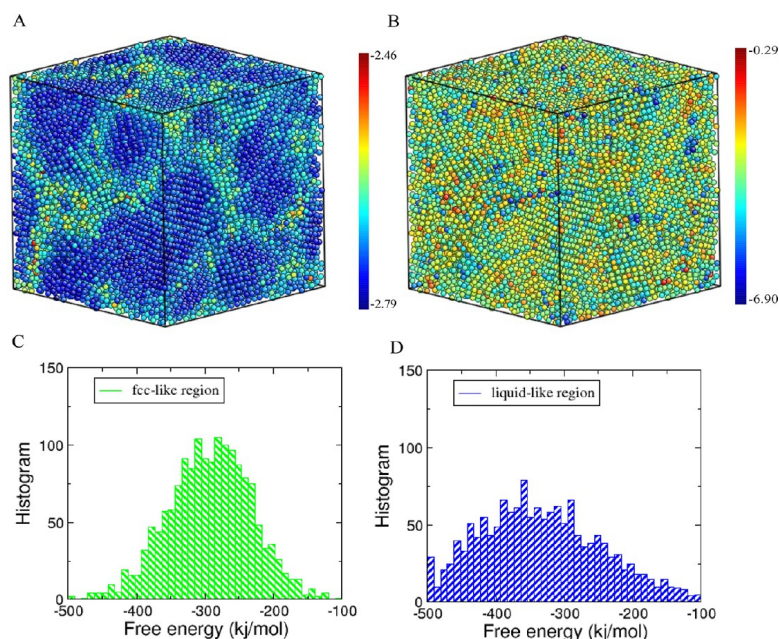 A
B
-2.46
-2.79
-0.29
-6.90
C
D
150
100
50
0
Histogram
fcc-like region
-500
-400
-300
-200
-100
Free energy (kj/mol)
150
100
50
0
Histogram
liquid-like region
-500
-400
-300
-200
-100
Free energy (kj/mol)